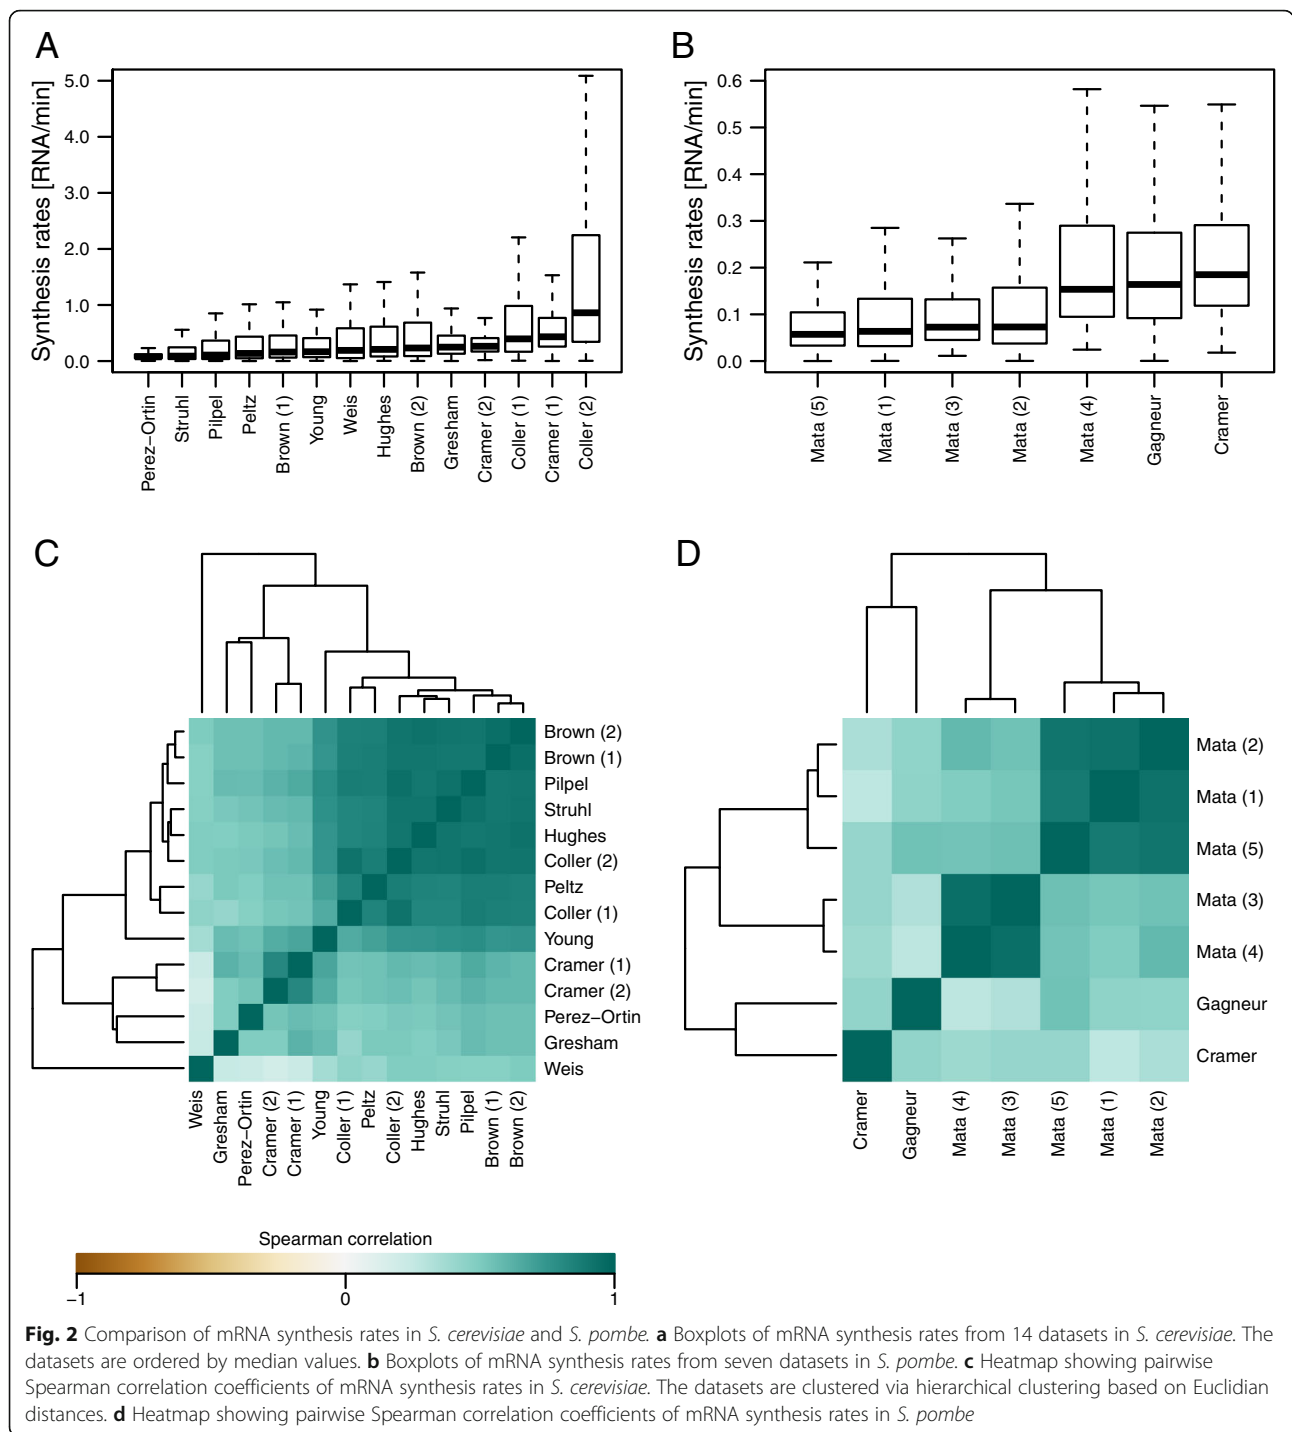 A
Synthesis rates [RNA/min]
5.0
4.0
3.0
2.0
1.0
0.0
Perez−Ortin
Struhl
Pilpel
Peltz
Brown (1)
Young
Weis
Hughes
Brown (2)
Gresham
Cramer (2)
Coller (1)
Cramer (1)
Coller (2)
B
Synthesis rates [RNA/min]
0.6
0.5
0.4
0.3
0.2
0.1
0.0
Mata (5)
Mata (1)
Mata (3)
Mata (2)
Mata (4)
Gagneur
Cramer
C
Brown (2)
Brown (1)
Pilpel
Struhl
Hughes
Coller (2)
Peltz
Coller (1)
Young
Cramer (1)
Cramer (2)
Perez−Ortin
Gresham
Weis
Weis
Gresham
Perez−Ortin
Cramer (2)
Cramer (1)
Young
Coller (1)
Peltz
Coller (2)
Hughes
Struhl
Pilpel
Brown (1)
Brown (2)
D
Mata (2)
Mata (1)
Mata (5)
Mata (3)
Mata (4)
Gagneur
Cramer
Cramer
Gagneur
Mata (4)
Mata (3)
Mata (5)
Mata (1)
Mata (2)
Spearman correlation
−1 0 1
Fig. 2 Comparison of mRNA synthesis rates in S. cerevisiae and S. pombe. a Boxplots of mRNA synthesis rates from 14 datasets in S. cerevisiae. The
datasets are ordered by median values. b Boxplots of mRNA synthesis rates from seven datasets in S. pombe. c Heatmap showing pairwise
Spearman correlation coefficients of mRNA synthesis rates in S. cerevisiae. The datasets are clustered via hierarchical clustering based on Euclidian
distances. d Heatmap showing pairwise Spearman correlation coefficients of mRNA synthesis rates in S. pombe